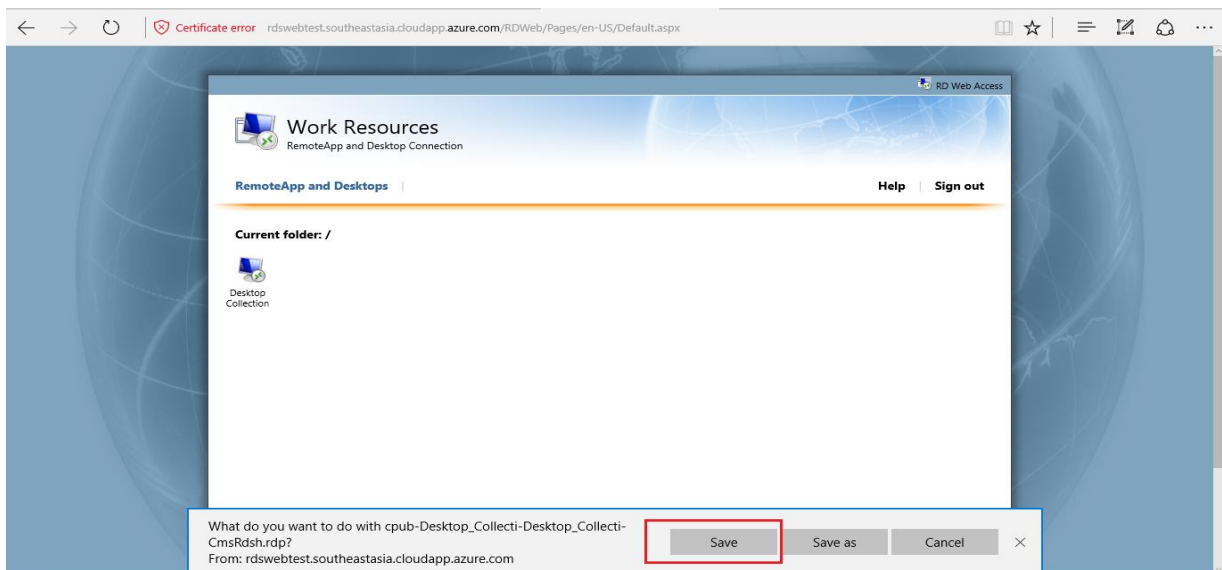 Certificate error rdswebtest.southeastasia.cloudapp.azure.com/RDWeb/Pages/en-US/Default.aspx
RD Web Access
Work Resources
RemoteApp and Desktop Connection
RemoteApp and Desktops | Help | Sign out
Current folder: /
Desktop
Collection
What do you want to do with cpub-Desktop_Collecti-Desktop_Collecti-
CmsRdsh.rdp?
From: rdswebtest.southeastasia.cloudapp.azure.com
Save Save as Cancel